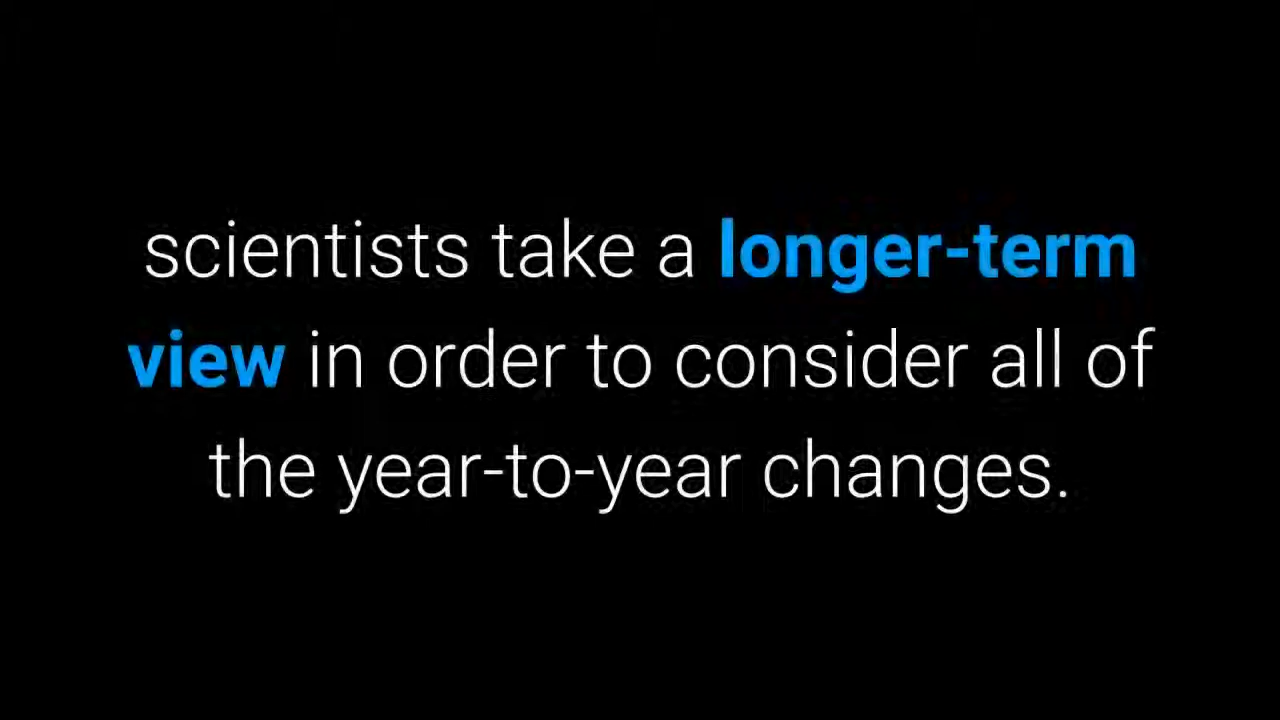 scientists take a longer-term
view in order to consider all of
the year-to-year changes.